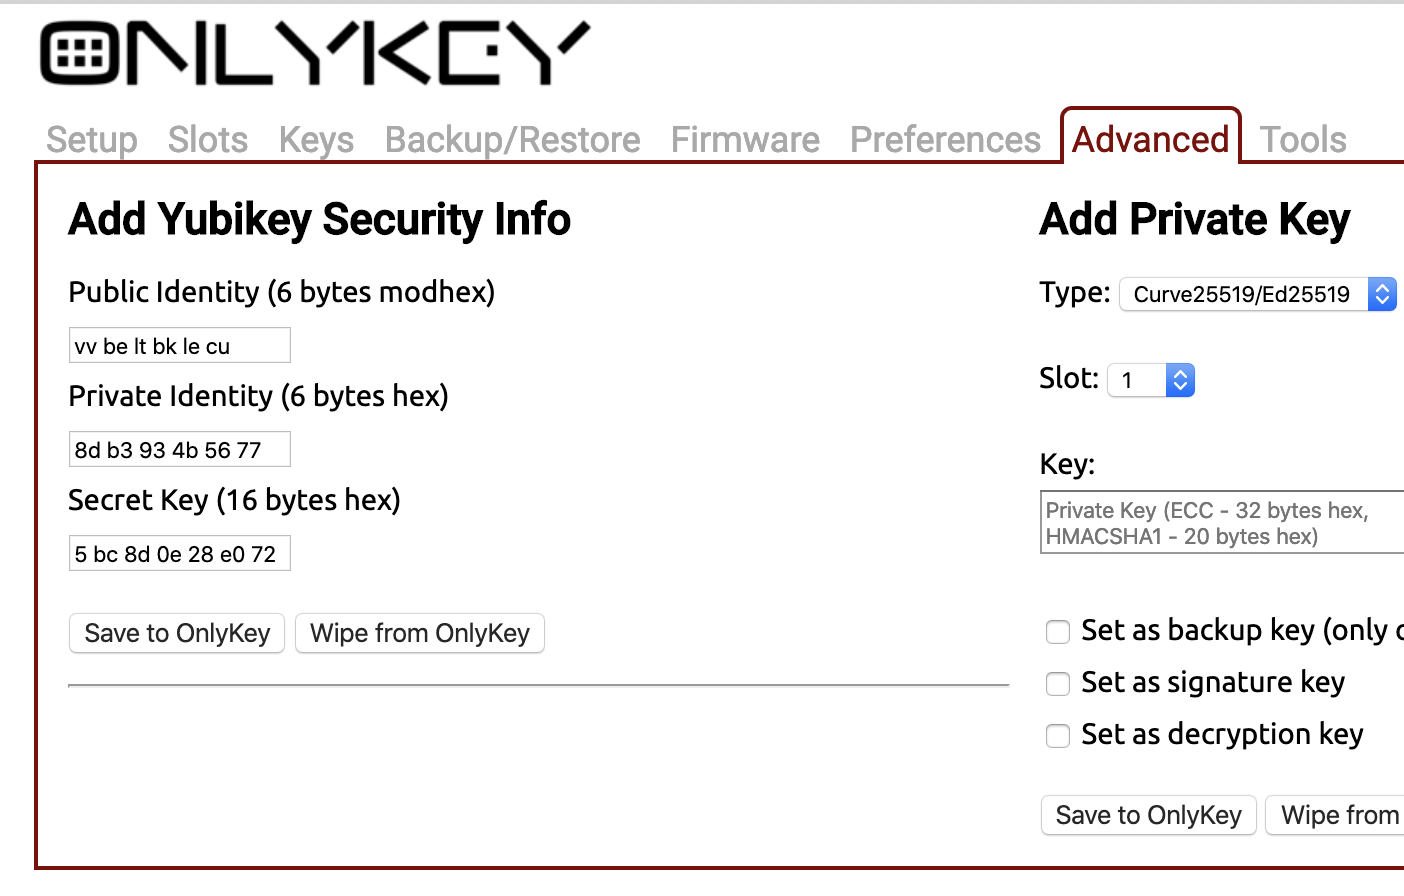 ONLYKEY
Setup Slots Keys Backup/Restore Firmware Preferences Advanced Tools
Add Yubikey Security Info
Public Identity (6 bytes modhex)
vv be lt bk le cu
Private Identity (6 bytes hex)
8d b3 93 4b 56 77
Secret Key (16 bytes hex)
5 bc 8d 0e 28 e0 72
Save to OnlyKey Wipe from OnlyKey
Add Private Key
Type: Curve25519/Ed25519
Slot: 1
Key:
Private Key (ECC - 32 bytes hex,
HMACSHA1 - 20 bytes hex)
Set as backup key (only
Set as signature key
Set as decryption key
Save to OnlyKey Wipe from